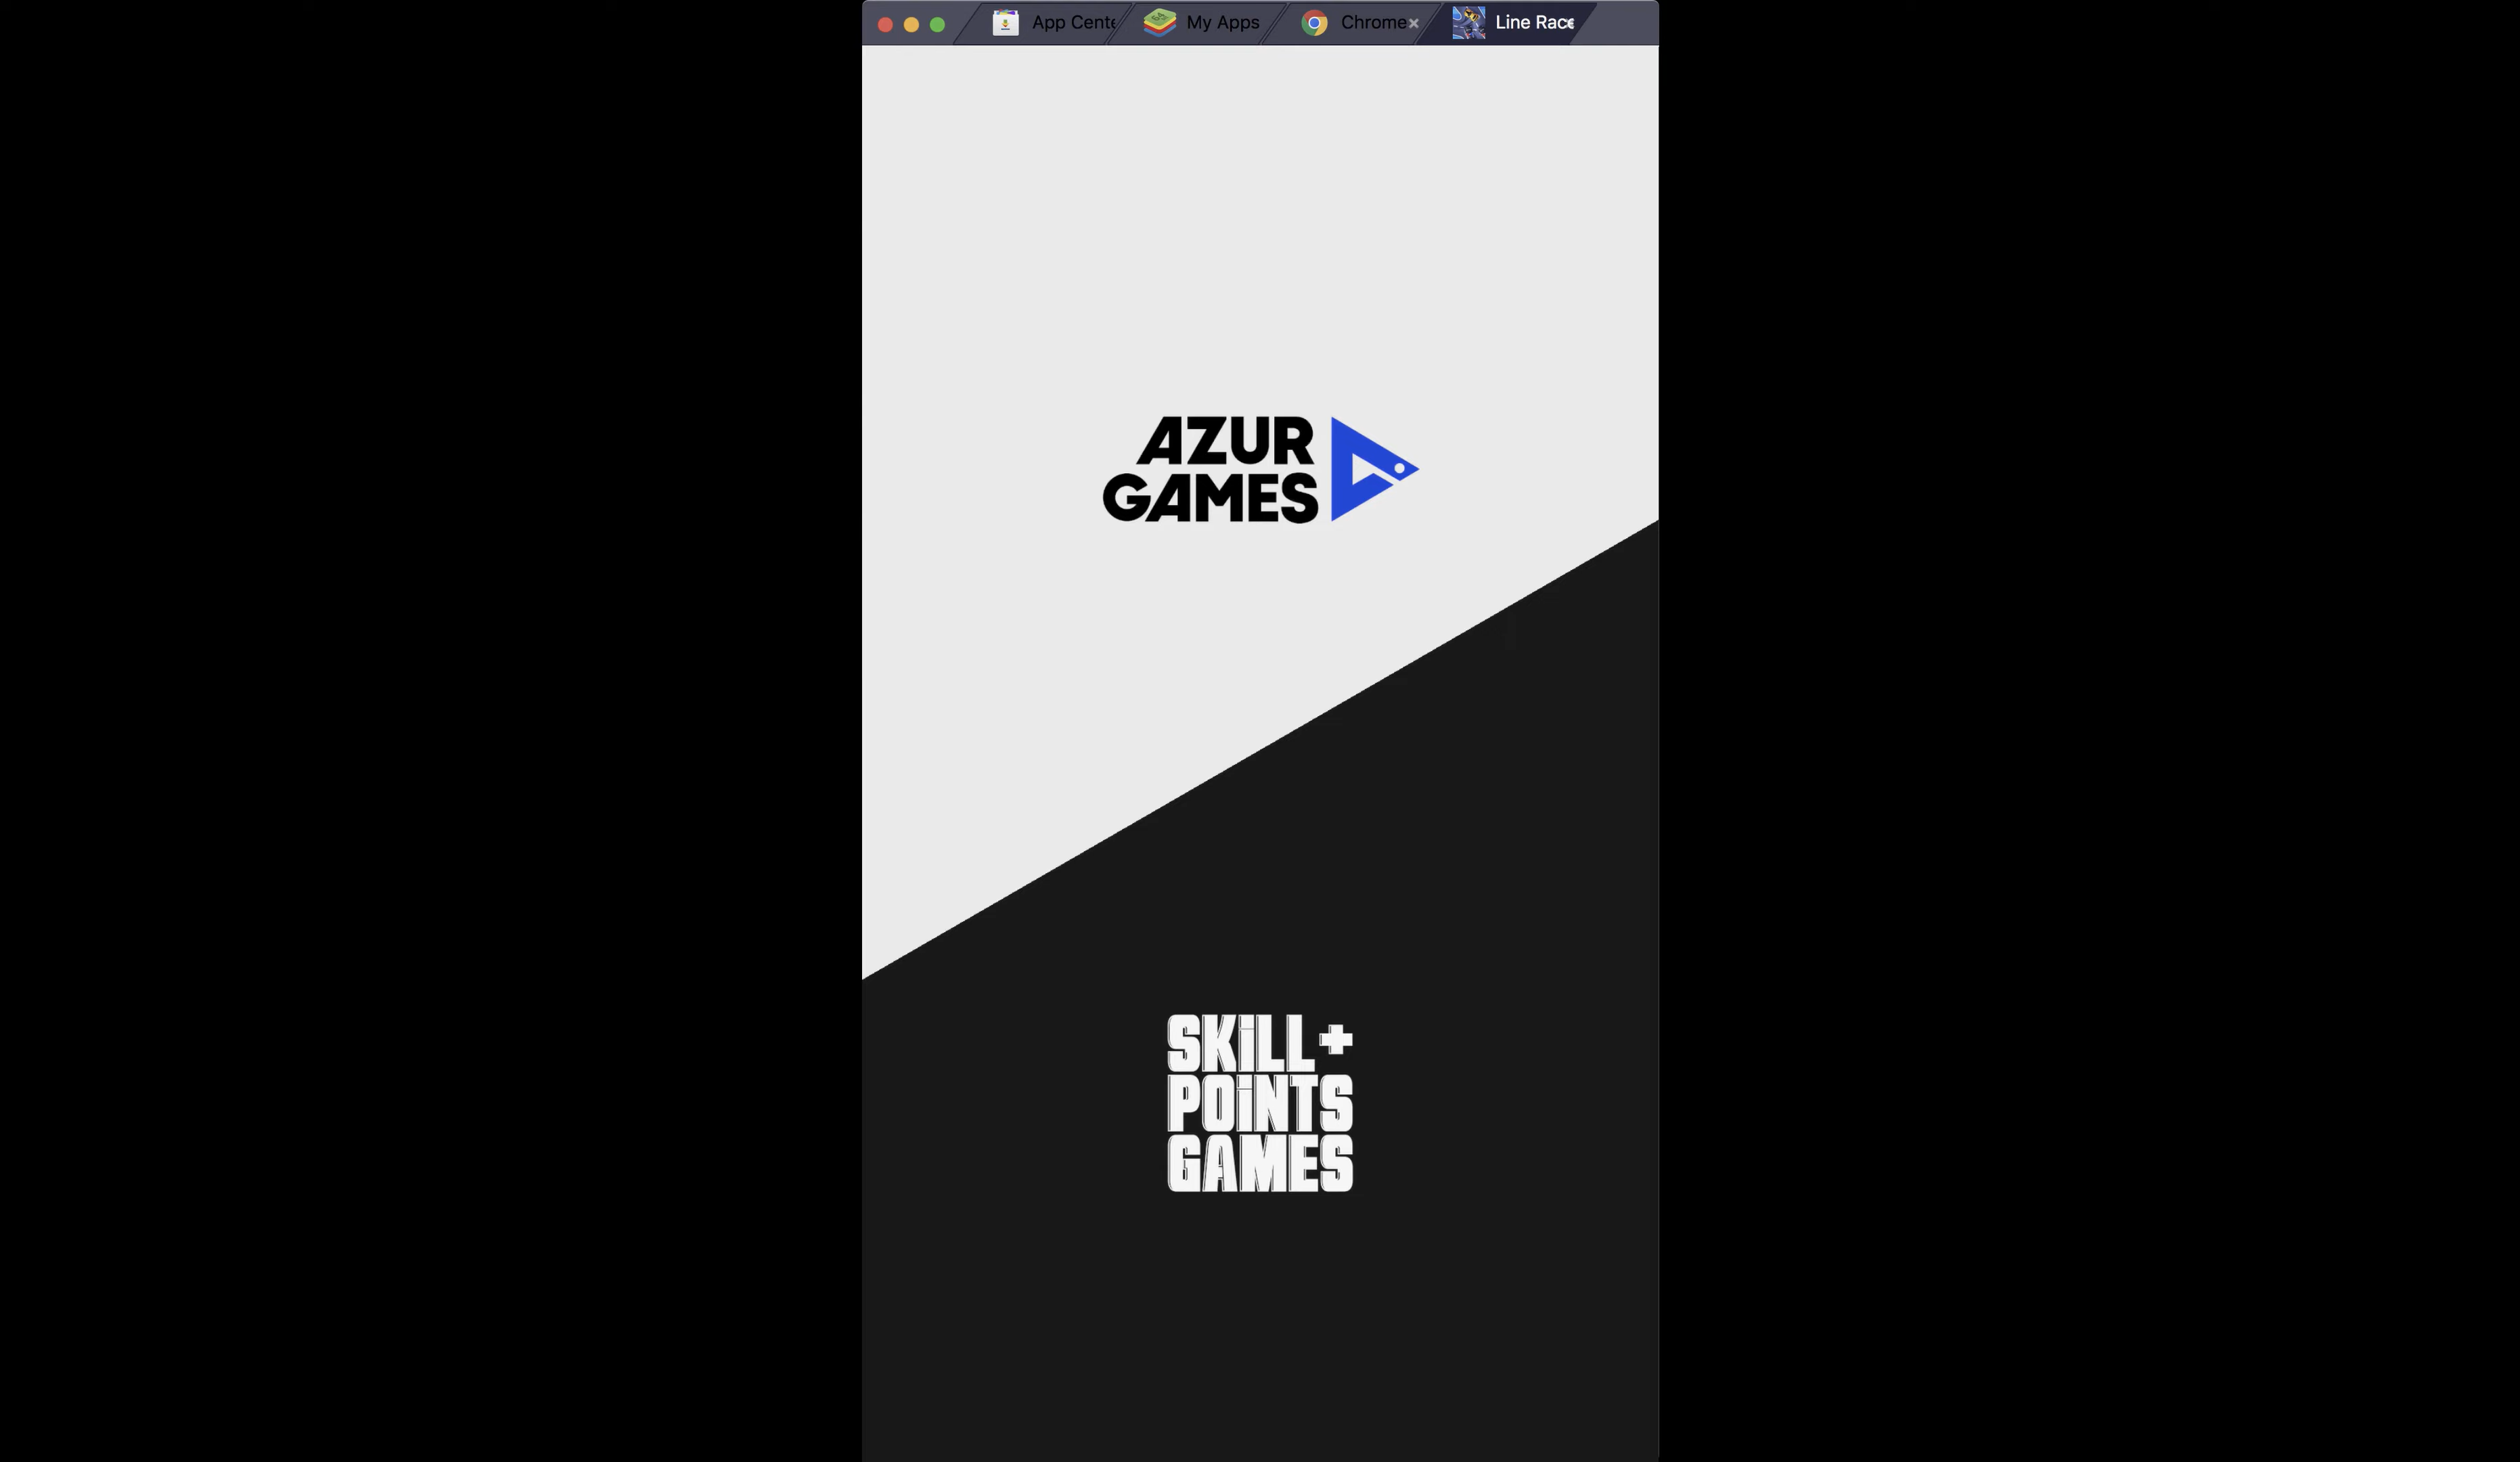 App Cente
My Apps
Chrome
Line Race
AZUR
GAMES
SKiLL+
POiNTS
GAMES